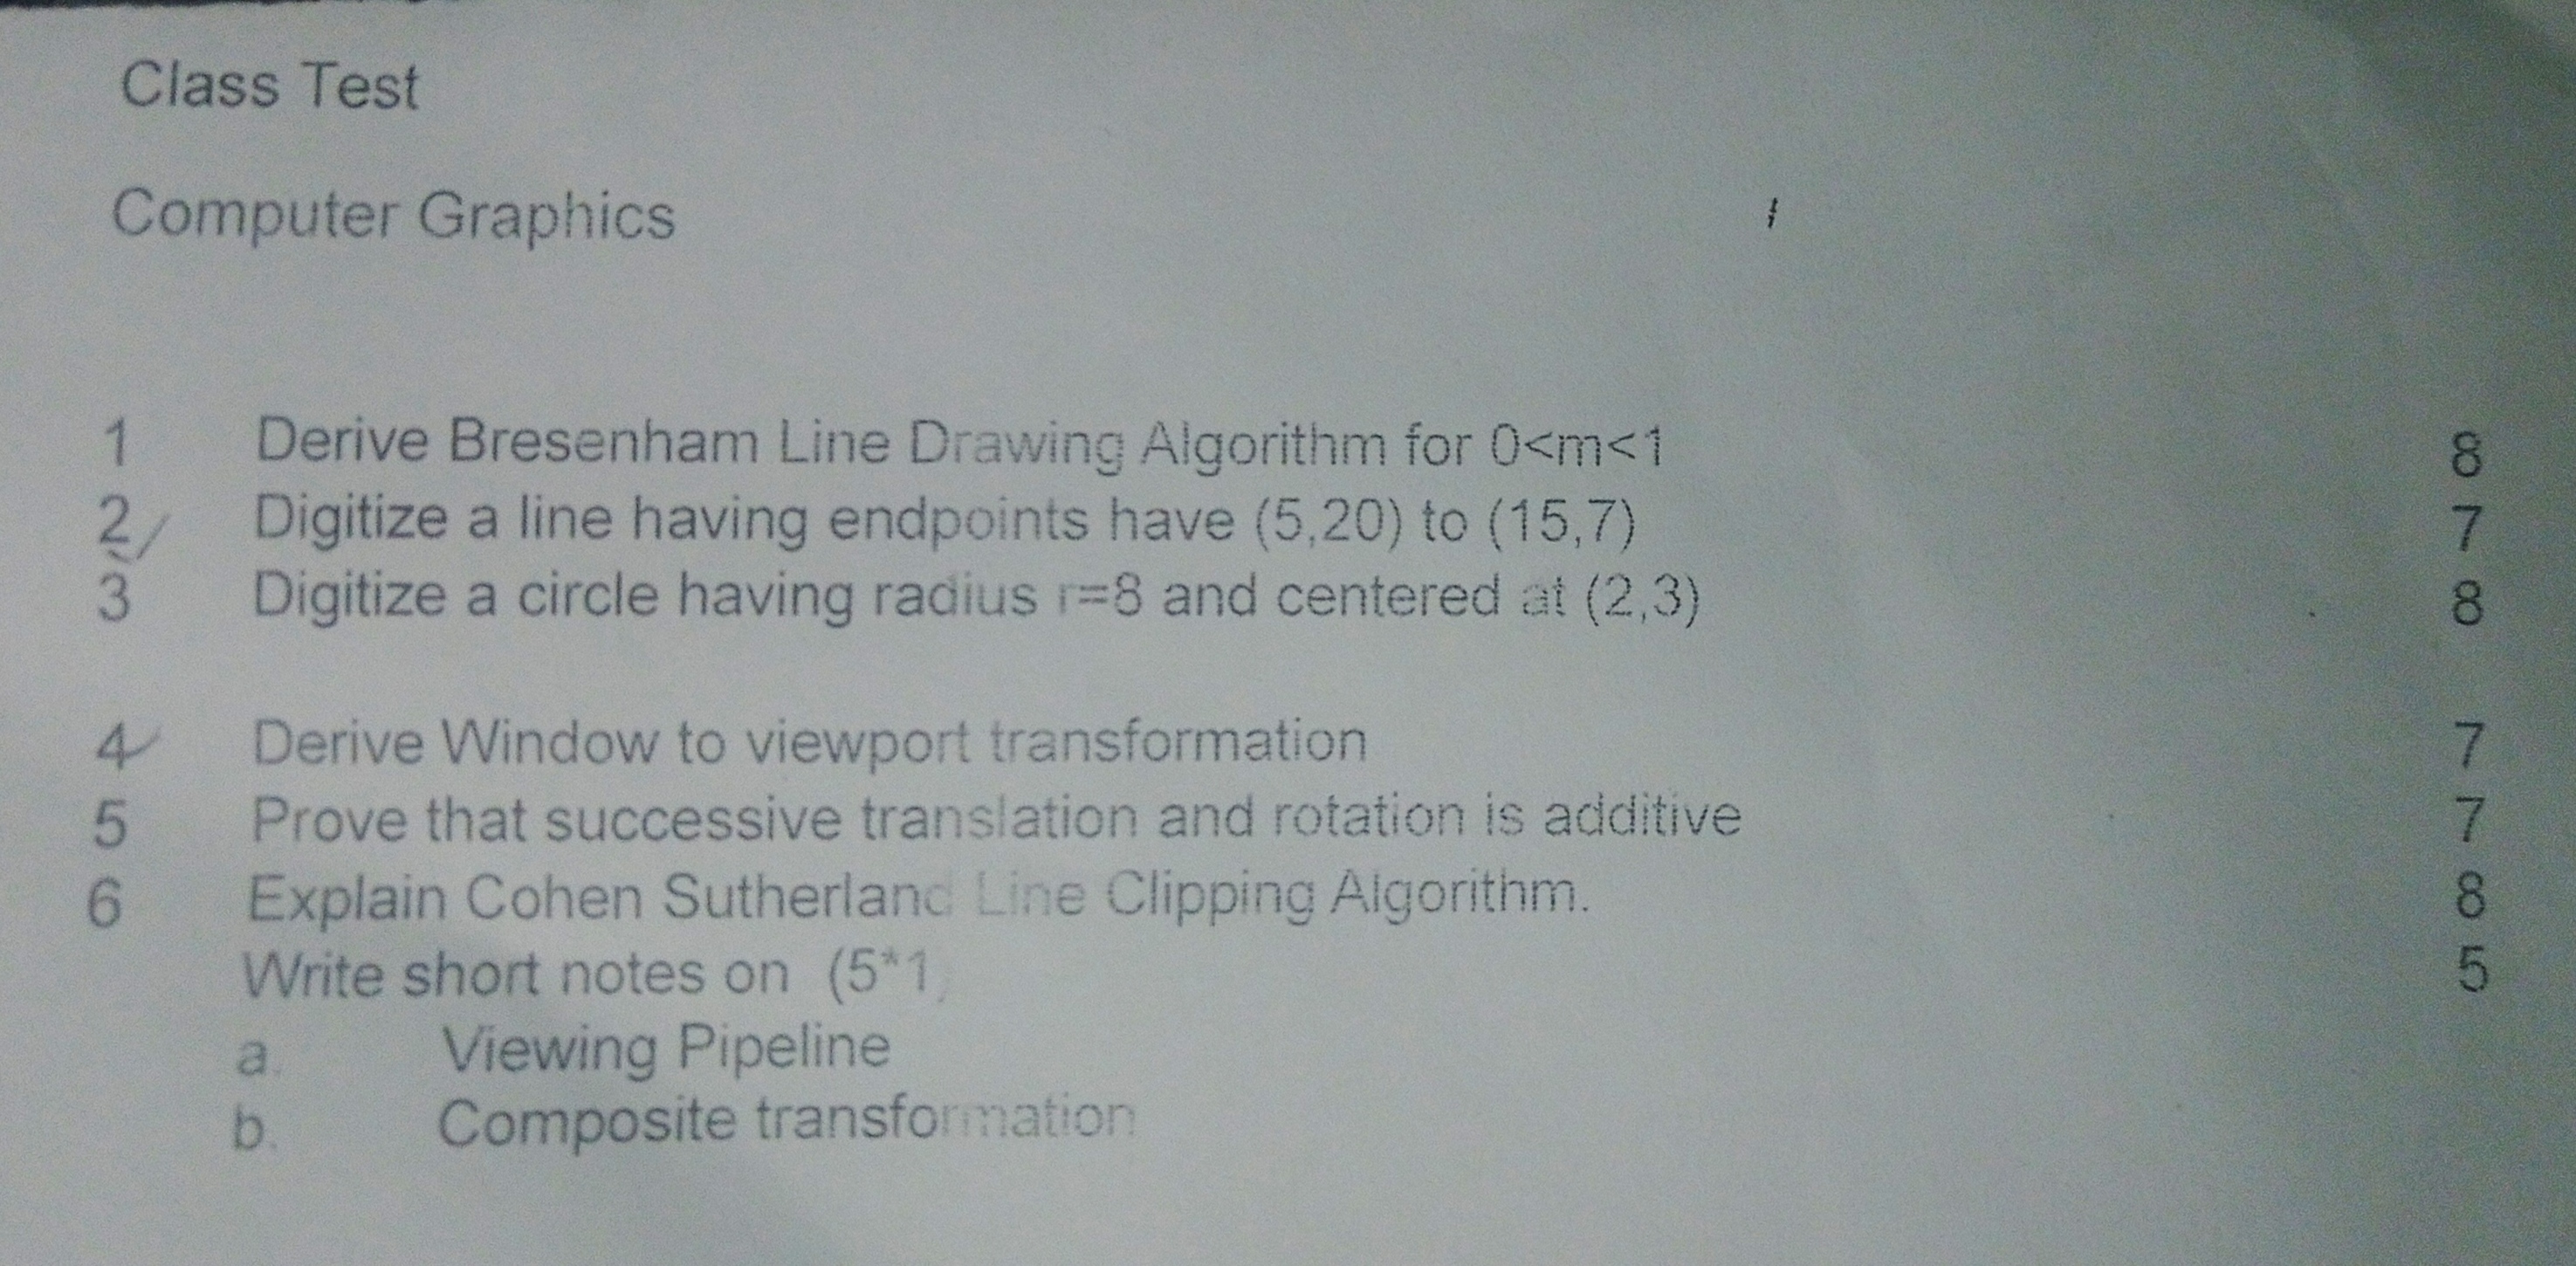 Class Test
Computer Graphics
1 Derive Bresenham Line Drawing Algorithm for 0<m<1 8
2 Digitize a line having endpoints have (5,20) to (15,7) 7
3 Digitize a circle having radius r=8 and centered at (2,3) 8
4 Derive Window to viewport transformation 7
5 Prove that successive translation and rotation is additive 7
6 Explain Cohen Sutherland Line Clipping Algorithm. 8
Write short notes on (5*1) 5
a. Viewing Pipeline
b. Composite transformation